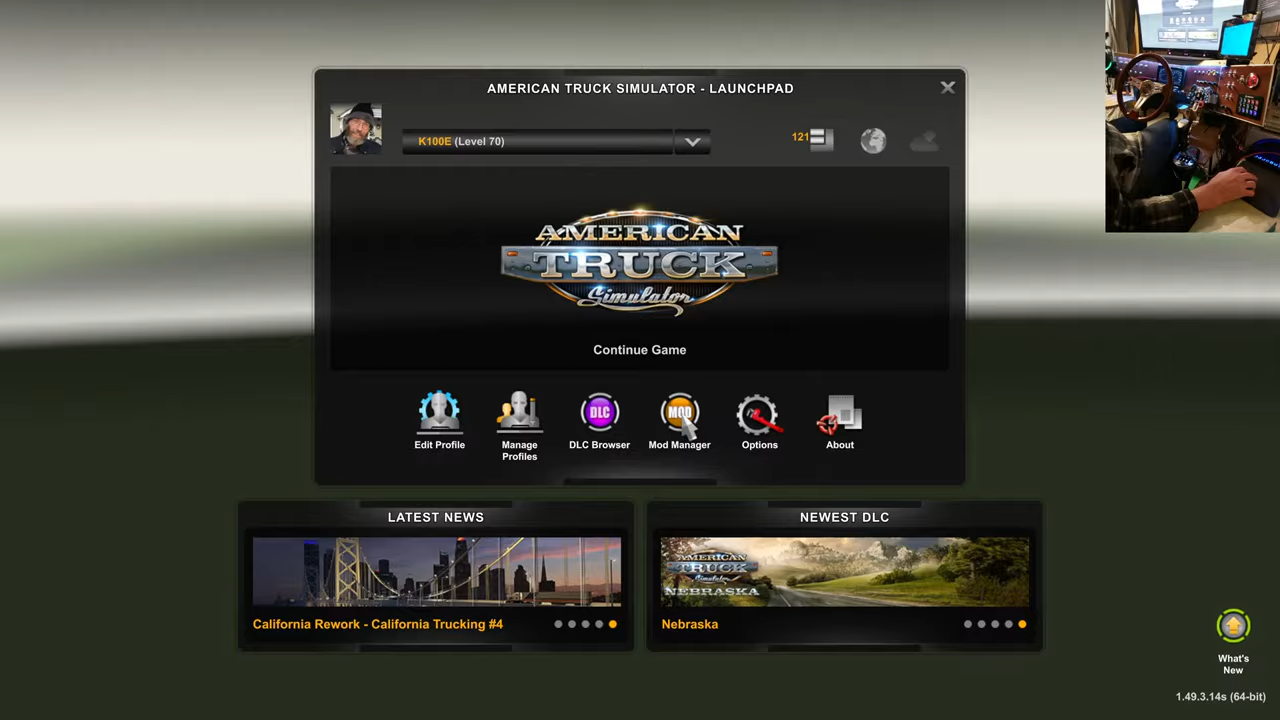 AMERICAN TRUCK SIMULATOR - LAUNCHPAD
K100E (Level 70)
121
AMERICAN
TRUCK
Simulator
Continue Game
Edit Profile
Manage
Profiles
DLC
DLC Browser
MOD
Mod Manager
Options
About
LATEST NEWS
California Rework - California Trucking #4
NEWEST DLC
AMERICAN
TRUCK
Simulator
NEBRASKA
Nebraska
What's
New
1.49.3.14s (64-bit)